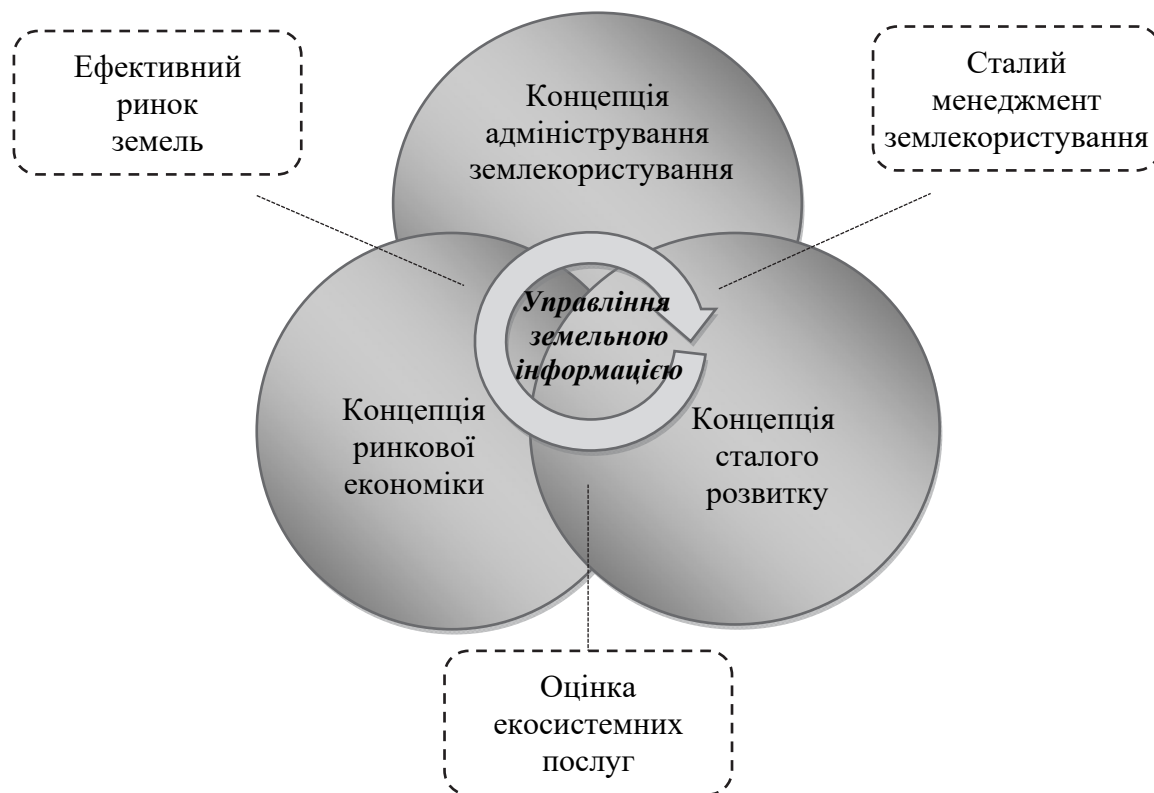 Ефективний
ринок
земель
Концепція
адміністрування
землекористування
Сталий
менеджмент
землекористування
Управління
земельною
інформацією
Концепція
ринкової
економіки
Концепція
сталого
розвитку
Оцінка
екосистемних
послуг